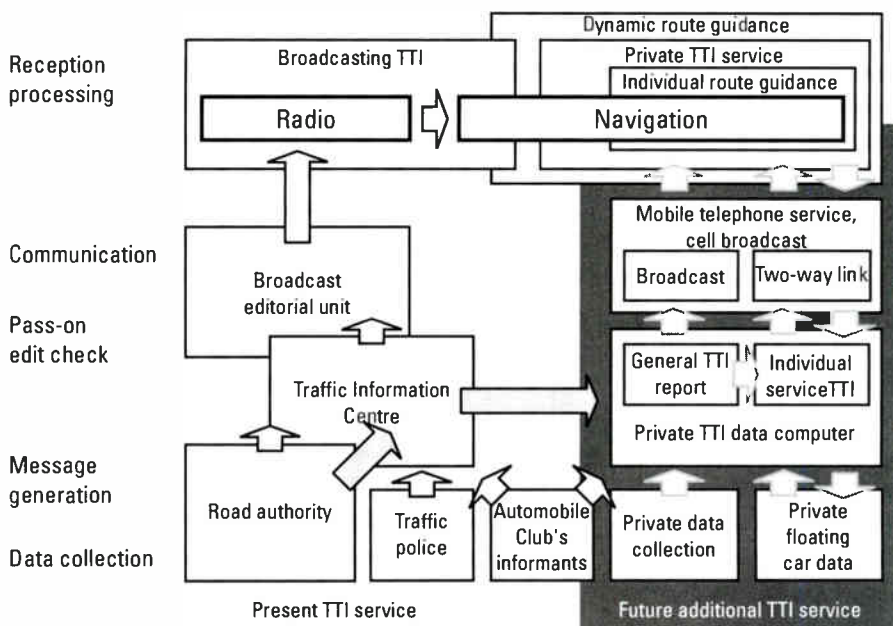 Dynamic route guidance
Broadcasting TTI
Private TTI service
Individual route guidance
Reception
processing
Radio
Navigation
Mobile telephone service,
cell broadcast
Communication
Broadcast
editorial unit
Broadcast
Two-way link
Pass-on
edit check
Traffic Information
Centre
General TTI
report
Individual
serviceTTI
Private TTI data computer
Message
generation
Road authority
Traffic
police
Automobile
Club's
informants
Private data
collection
Private
floating
car data
Data collection
Present TTI service
Future additional TTI service